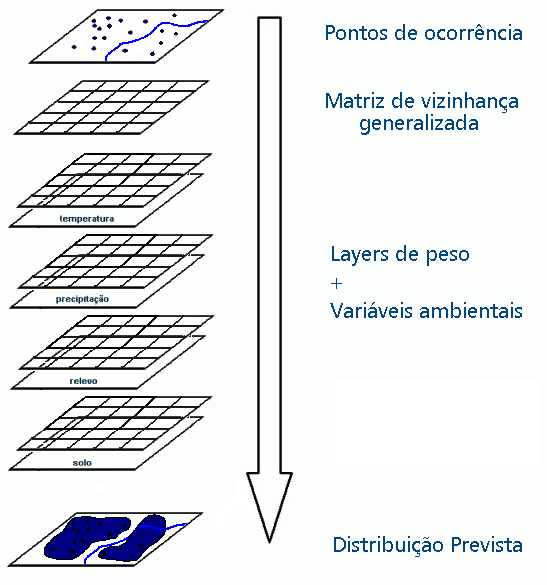 Pontos de ocorrência
Matriz de vizinhança
generalizada
temperatura
precipitação
Layers de peso
+
Variáveis ambientais
relevo
solo
Distribuição Prevista